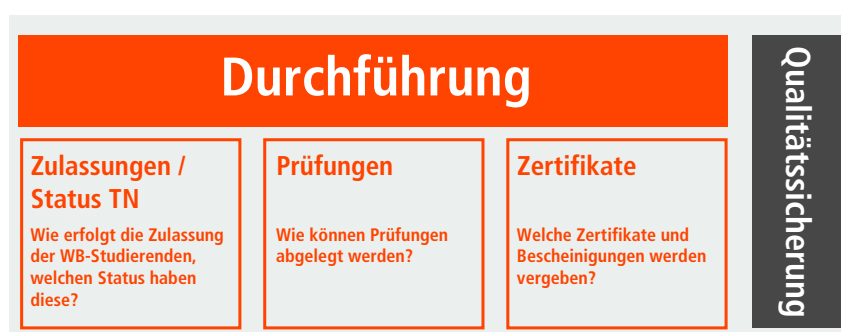 Durchführung
Zulassungen /
Status TN
Wie erfolgt die Zulassung
der WB-Studierenden,
welchen Status haben
diese?
Prüfungen
Wie können Prüfungen
abgelegt werden?
Zertifikate
Welche Zertifikate und
Bescheinigungen werden
vergeben?
Qualitätssicherung